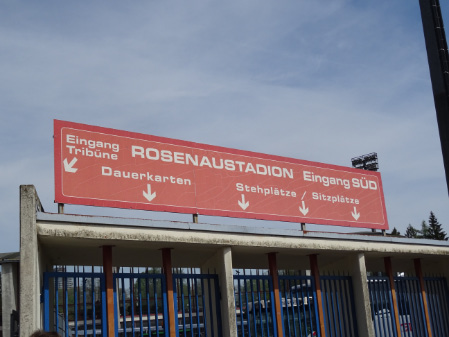 Eingang
Tribüne
ROSENAUSTADION Eingang SÜD
Dauerkarten
Stehplätze / Sitzplätze